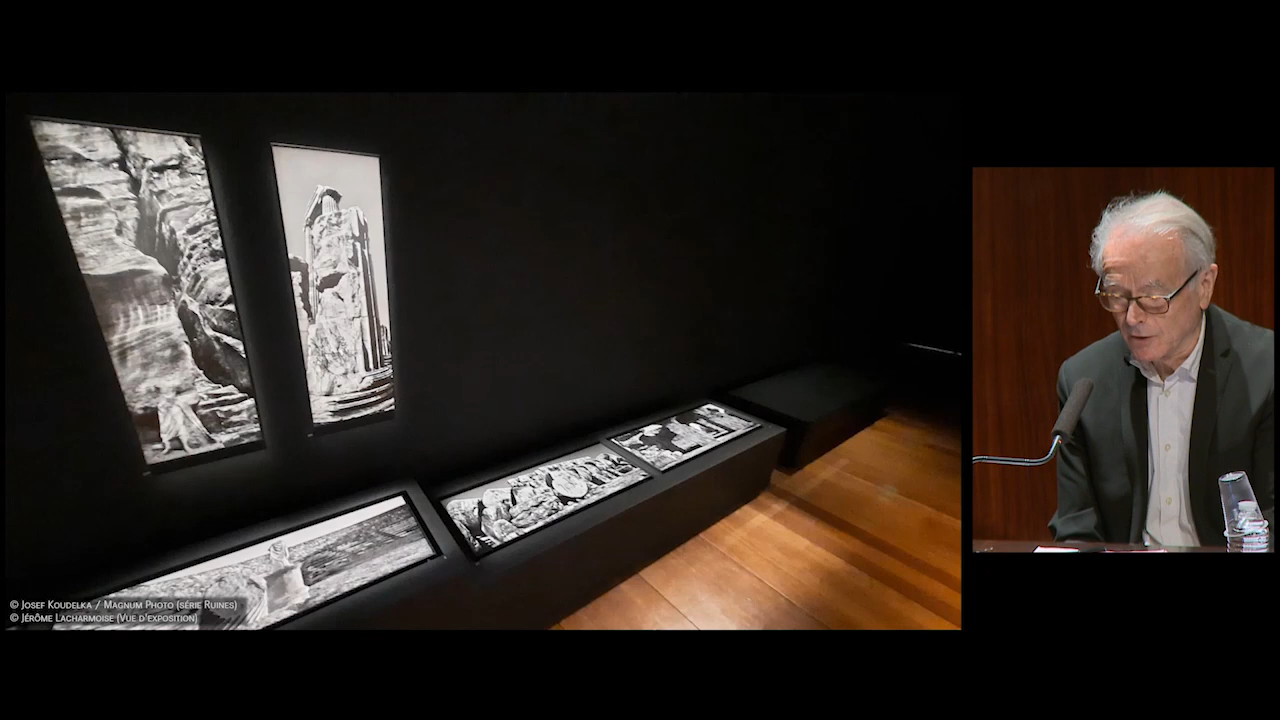 © Josef Koudelka / Magnum Photo (série Ruines)
© Jérôme Lacharmoise (Vue d'exposition)